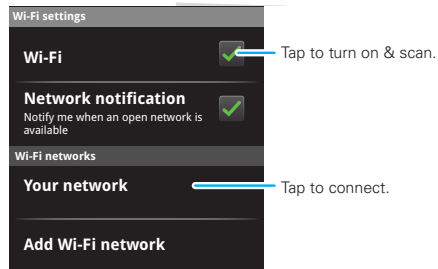 Wi-Fi settings
Wi-Fi
Tap to turn on & scan.
Network notification
Notify me when an open network is
available
Wi-Fi networks
Your network
Tap to connect.
Add Wi-Fi network